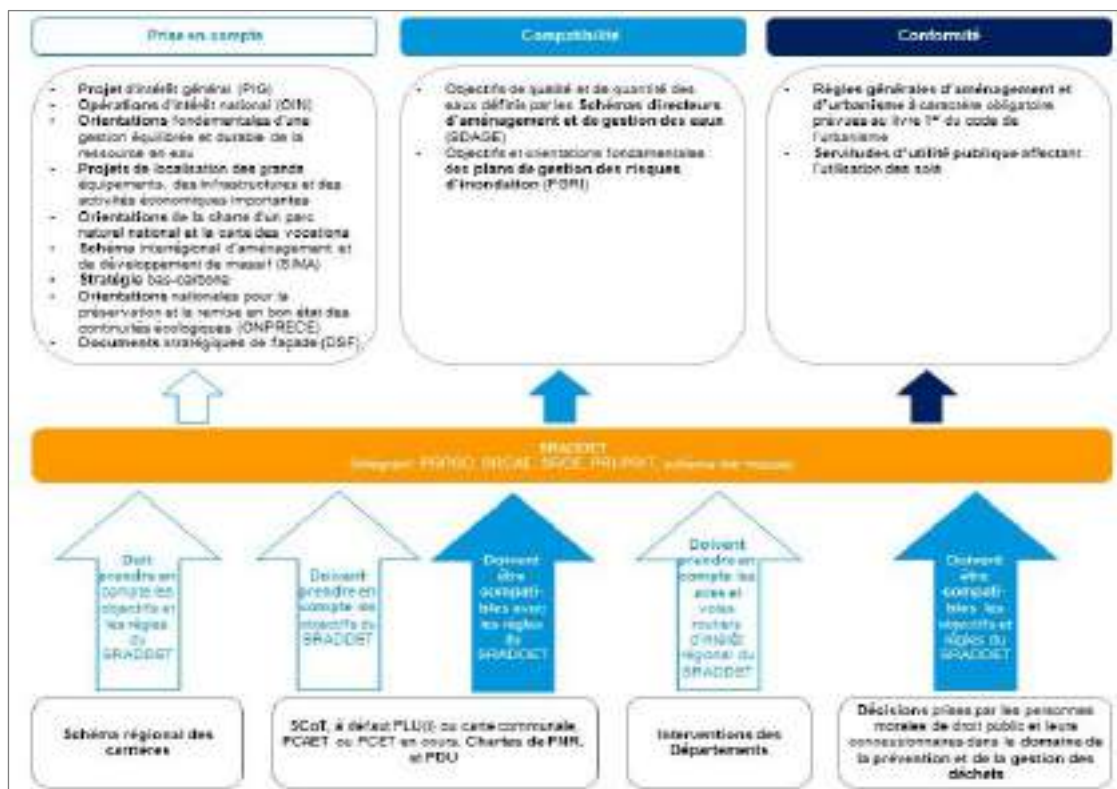 Prise en compte
Compatibilité
Conformité
- Projet d'intérêt général (PIG)
- Opérations d'intérêt national (OIN)
- Orientations fondamentales d'une
gestion équilibrée et durable de la
ressource en eau
- Projets de localisation des grands
équipements, des infrastructures et des
activités économiques importantes
- Orientations de la charte d'un parc
naturel national et la carte des vocations
- Schéma interrégional d'aménagement et
de développement de massif (SIMA)
- Stratégie bas-carbone
- Orientations nationales pour la
préservation et la remise en bon état des
continuités écologiques (ONPRECE)
- Documents stratégiques de façade (DSF)
- Objectifs de qualité et de quantité des
eaux définis par les Schémas directeurs
d'aménagement et de gestion des eaux
(SDAGE)
- Objectifs et orientations fondamentales
des plans de gestion des risques
d'inondation (PGRI)
- Règles générales d'aménagement et
d'urbanisme à caractère obligatoire
prévues au livre 1er du code de
l'urbanisme
- Servitudes d'utilité publique affectant
l'utilisation des sols
SRADDET
schéma des
Doit
prendre en
compte les
objectifs et
les règles
du
SRADDET
Doivent
prendre en
compte les
objectifs du
SRADDET
Doivent
être
compati-
bles avec
les règles
du
SRADDET
Doivent
prendre en
compte les
axes et
voies
routiers
d'intérêt
régional du
SRADDET
Doivent
être
compati-
bles les
objectifs et
règles du
SRADDET
Schéma régional des
carrières
SCoT, à défaut PLU(i) ou carte communale,
PCAET ou PCET en cours, Chartes de PNR,
et PDU
Interventions des
Départements
Décisions prises par les personnes
morales de droit public et leurs
concessionnaires dans le domaine de
la prévention et de la gestion des
déchets